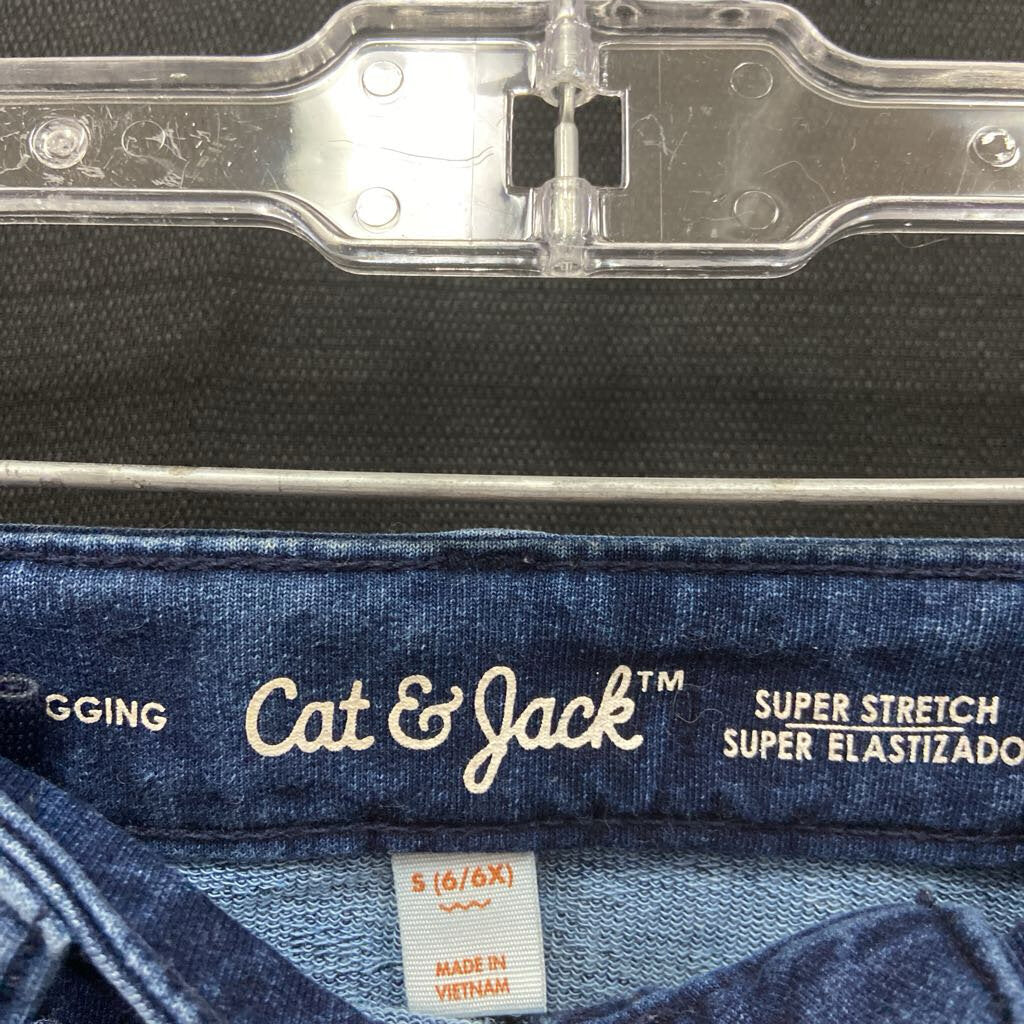 GGING
Cat & Jack™
SUPER STRETCH
SUPER ELASTIZADO
S (6/6X)
MADE IN
VIETNAM